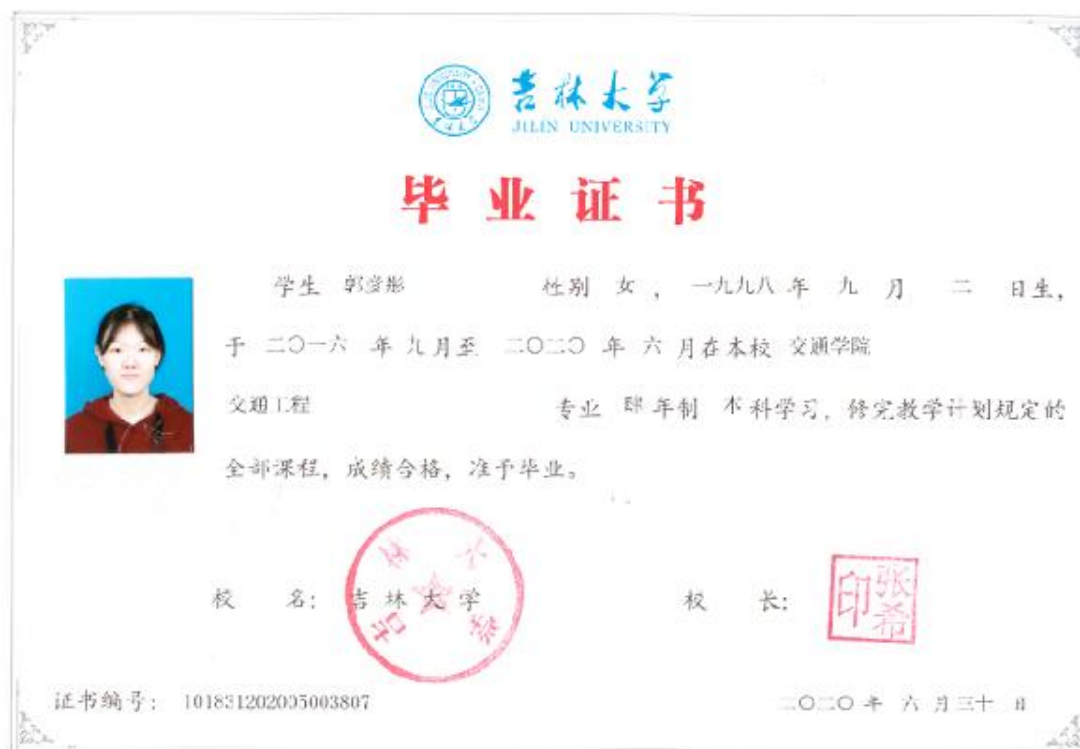 吉林大学
JILIN UNIVERSITY
毕业证书
学生 郭彦彤 性别 女 , 一九九八 年 九 月 二 日生,
于 二〇一六 年 九 月至 二〇二〇 年 六 月在本校 交通学院
交通工程 专业 肆 年制 本 科学习, 修完教学计划规定的
全部课程, 成绩合格, 准予毕业。
校 名: 吉林大学 校 长:
吉林大学
张希印
证书编号: 101831202005003807 二〇二〇 年 六 月 三十 日